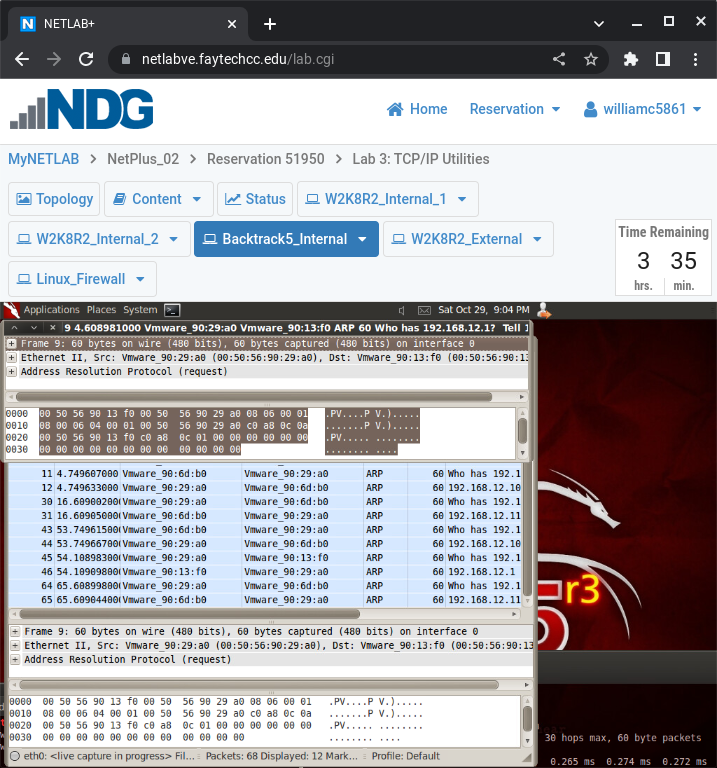 NETLAB+
netlabve.faytechcc.edu/lab.cgi
NDG
Home
Reservation
williamc5861
MyNETLAB > NetPlus_02 > Reservation 51950 > Lab 3: TCP/IP Utilities
Topology
Content
Status
W2K8R2_Internal_1
W2K8R2_Internal_2
Backtrack5_Internal
W2K8R2_External
Linux_Firewall
Time Remaining
3 35
hrs. min.
Applications Places System
Sat Oct 29, 9:04 PM
9 4.608981000 Vmware_90:29:a0 Vmware_90:13:f0 ARP 60 Who has 192.168.12.1? Tell 1
Frame 9: 60 bytes on wire (480 bits), 60 bytes captured (480 bits) on interface 0
Ethernet II, Src: Vmware_90:29:a0 (00:50:56:90:29:a0), Dst: Vmware_90:13:f0 (00:50:56:90:13
Address Resolution Protocol (request)
0000 00 50 56 90 13 f0 00 50 56 90 29 a0 08 06 00 01 .PV....P V.).....
0010 08 00 06 04 00 01 00 50 56 90 29 a0 c0 a8 0c 0a .......P V.).....
0020 00 50 56 90 13 f0 c0 a8 0c 01 00 00 00 00 00 00 .PV..... ........
0030 00 00 00 00 00 00 00 00 00 00 00 00 ........ ....
11 4.749607000 Vmware_90:6d:b0 Vmware_90:29:a0 ARP 60 Who has 192.1
12 4.749633000 Vmware_90:29:a0 Vmware_90:6d:b0 ARP 60 192.168.12.10
30 16.60900200 Vmware_90:29:a0 Vmware_90:6d:b0 ARP 60 Who has 192.1
31 16.60905000 Vmware_90:6d:b0 Vmware_90:29:a0 ARP 60 192.168.12.11
43 53.74961500 Vmware_90:6d:b0 Vmware_90:29:a0 ARP 60 Who has 192.1
44 53.74966700 Vmware_90:29:a0 Vmware_90:6d:b0 ARP 60 192.168.12.10
45 54.10898300 Vmware_90:29:a0 Vmware_90:13:f0 ARP 60 Who has 192.1
46 54.10909800 Vmware_90:13:f0 Vmware_90:29:a0 ARP 60 192.168.12.1
64 65.60899800 Vmware_90:29:a0 Vmware_90:6d:b0 ARP 60 Who has 192.1
65 65.60904400 Vmware_90:6d:b0 Vmware_90:29:a0 ARP 60 192.168.12.11
5 r3
Frame 9: 60 bytes on wire (480 bits), 60 bytes captured (480 bits) on interface 0
Ethernet II, Src: Vmware_90:29:a0 (00:50:56:90:29:a0), Dst: Vmware_90:13:f0 (00:50:56:90:13
Address Resolution Protocol (request)
0000 00 50 56 90 13 f0 00 50 56 90 29 a0 08 06 00 01 .PV....P V.).....
0010 08 00 06 04 00 01 00 50 56 90 29 a0 c0 a8 0c 0a .......P V.).....
0020 00 50 56 90 13 f0 c0 a8 0c 01 00 00 00 00 00 00 .PV..... ........
0030 00 00 00 00 00 00 00 00 00 00 00 00 ........ ....
30 hops max, 60 byte packets
eth0: <live capture in progress> Fil... Packets: 68 Displayed: 12 Mark... Profile: Default
0.265 ms 0.274 ms 0.272 ms